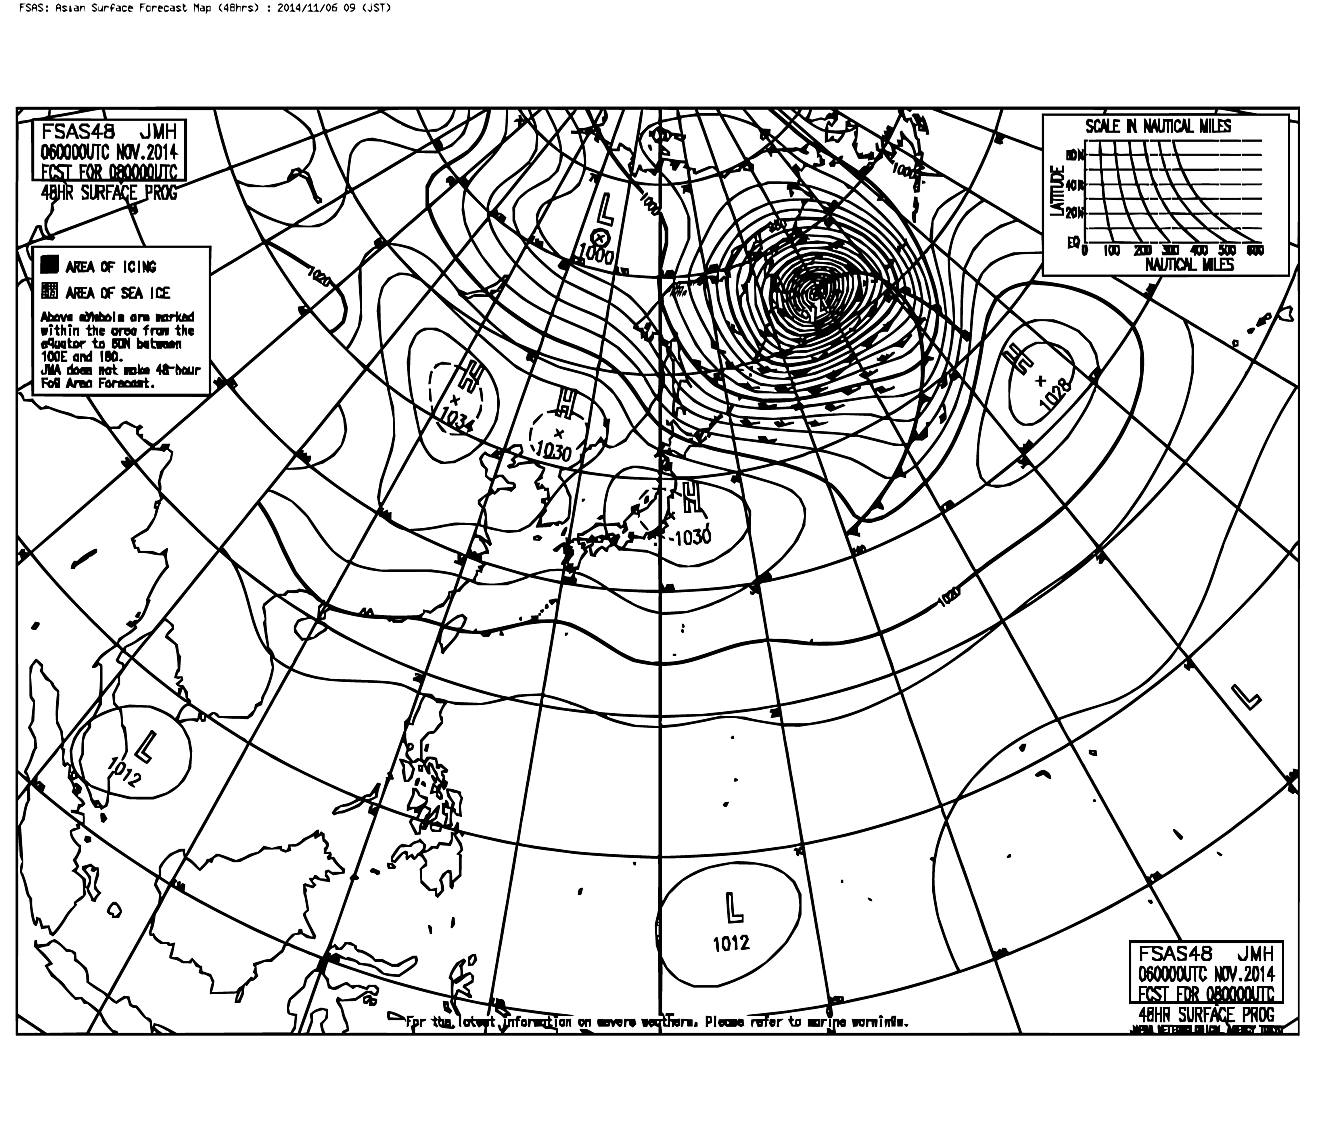 FSAS: Asian Surface Forecast Map (48hrs) : 2014/11/06 09 (JST)
FSAS48 JMH
060000UTC NOV.2014
FCST FOR 080000UTC
48HR SURFACE PROG
AREA OF ICING
AREA OF SEA ICE
Above symbols are marked
within the area from the
equator to 60N between
100E and 180.
JMA does not make 48-hour
Fog Area Forecast.
SCALE IN NAUTICAL MILES
LATITUDE
60N
40N
20N
EQ
0 100 200 300 400 500 600
NAUTICAL MILES
L
1000
1000
1000
1020
H
1034
H
1030
H
1030
H
1028
1020
L
L
1012
L
1012
FSAS48 JMH
060000UTC NOV.2014
FCST FOR 080000UTC
48HR SURFACE PROG
JAPAN METEOROLOGICAL AGENCY TOKYO
For the latest information on severe weathers, Please refer to marine warnings.